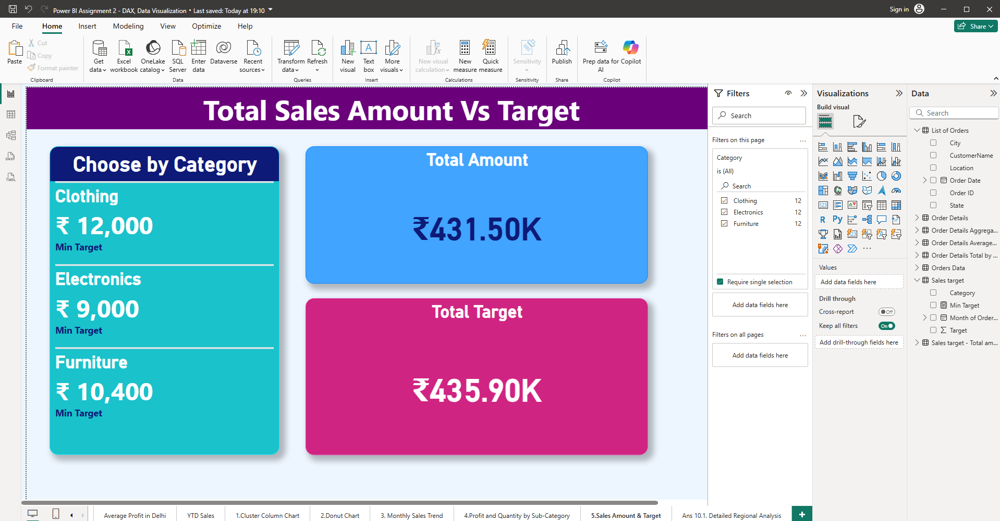 Power BI Assignment 2 - DAX, Data Visualization • Last saved: Today at 19:10
Sign in
File Home Insert Modeling View Optimize Help
Share
Paste
Cut
Copy
Format painter
Clipboard
Get data
Excel workbook
OneLake catalog
SQL Server
Enter data
Dataverse
Recent sources
Data
Transform data
Refresh
Queries
New visual
Text box
More visuals
Insert
New visual calculation
New measure
Quick measure
Calculations
Sensitivity
Sensitivity
Publish
Share
Prep data for AI
Copilot
Copilot
DAX
TMDL
Total Sales Amount Vs Target
Choose by Category
Clothing
₹ 12,000
Min Target
Electronics
₹ 9,000
Min Target
Furniture
₹ 10,400
Min Target
Total Amount
₹431.50K
Total Target
₹435.90K
Filters
Search
Filters on this page
Category
is (All)
Search
Clothing 12
Electronics 12
Furniture 12
Require single selection
Add data fields here
Filters on all pages
Add data fields here
Visualizations
Build visual
123
R Py
123
Values
Add data fields here
Drill through
Cross-report Off
Keep all filters On
Add drill-through fields here
Data
Search
List of Orders
City
CustomerName
Location
Order Date
Order ID
State
Order Details
Order Details Aggrega...
Order Details Average...
Order Details Total by ...
Orders Data
Sales target
Category
Min Target
Month of Order...
Target
Sales target - Total am...
Average Profit in Delhi
YTD Sales
1.Cluster Column Chart
2.Donut Chart
3. Monthly Sales Trend
4.Profit and Quantity by Sub-Category
5.Sales Amount & Target
Ans 10.1. Detailed Regional Analysis